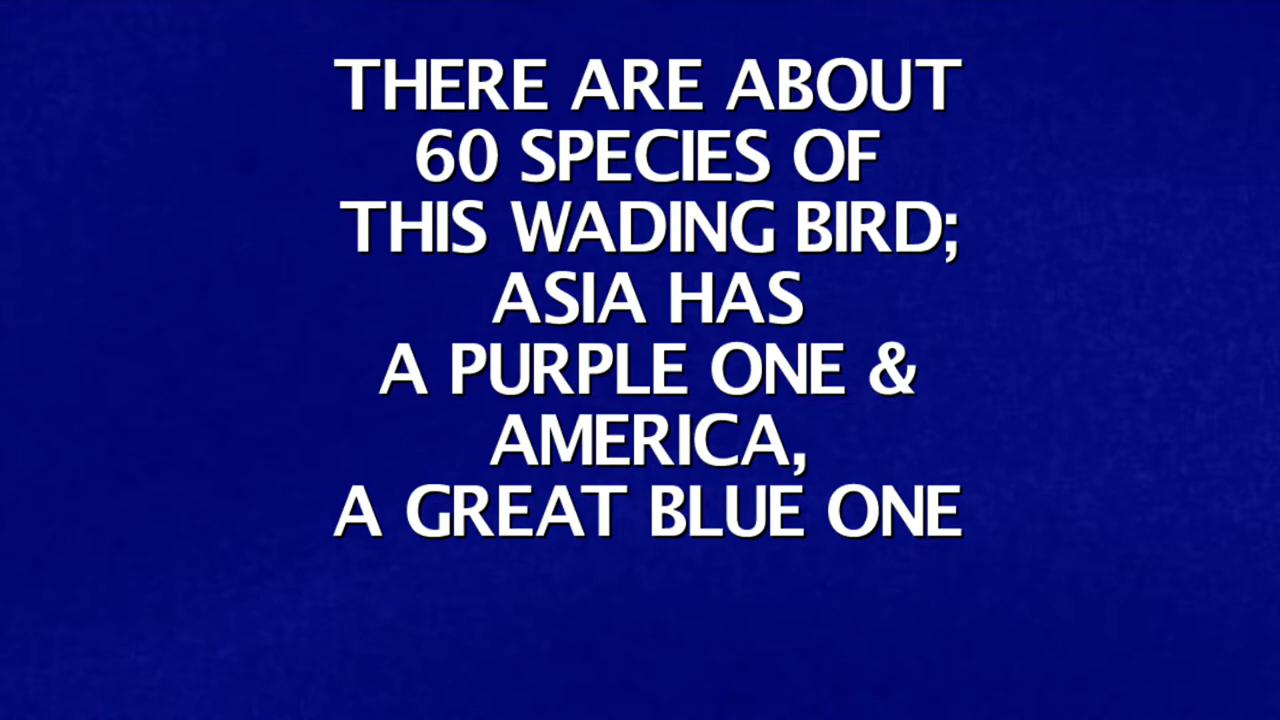 THERE ARE ABOUT
60 SPECIES OF
THIS WADING BIRD;
ASIA HAS
A PURPLE ONE &
AMERICA,
A GREAT BLUE ONE